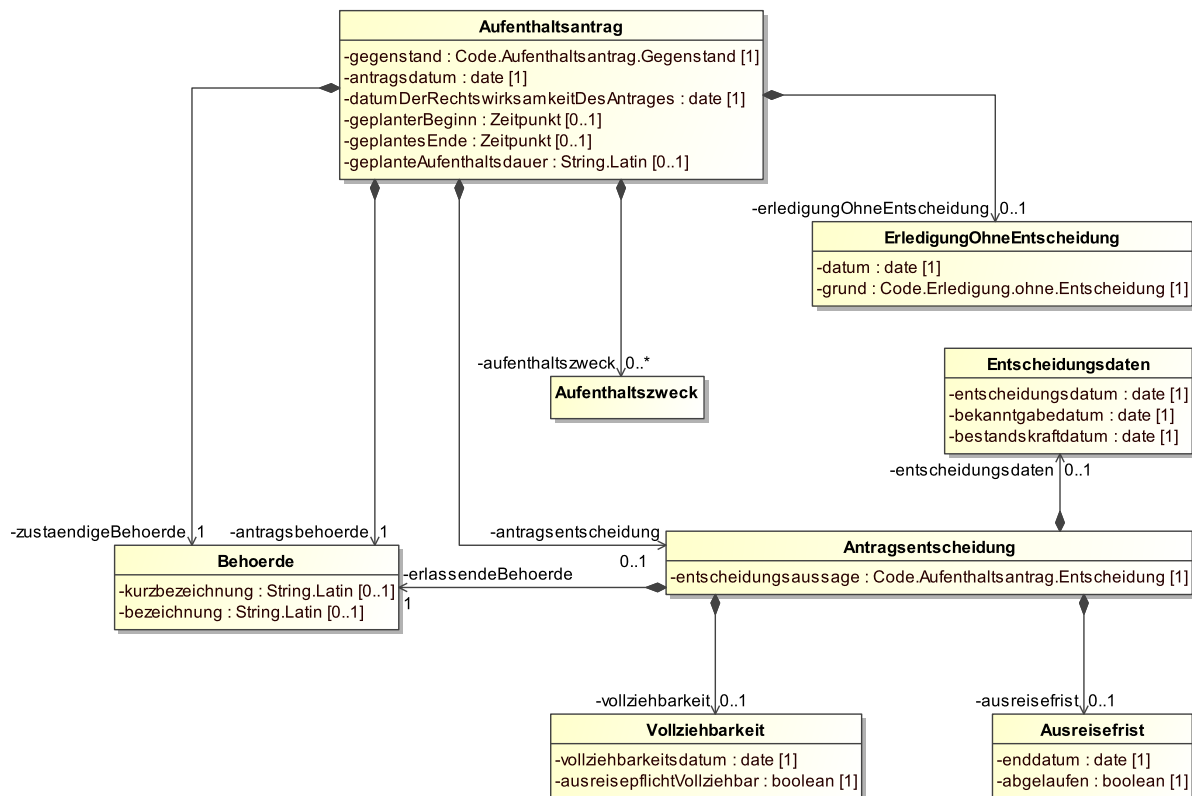 Aufenthaltsantrag
-gegenstand : Code.Aufenthaltsantrag.Gegenstand [1]
-antragsdatum : date [1]
-datumDerRechtswirksamkeitDesAntrages : date [1]
-geplanterBeginn : Zeitpunkt [0..1]
-geplantesEnde : Zeitpunkt [0..1]
-geplanteAufenthaltsdauer : String.Latin [0..1]
-erledigungOhneEntscheidung 0..1
ErledigungOhneEntscheidung
-datum : date [1]
-grund : Code.Erledigung.ohne.Entscheidung [1]
-aufenthaltszweck 0..*
Aufenthaltszweck
Entscheidungsdaten
-entscheidungsdatum : date [1]
-bekanntgabedatum : date [1]
-bestandskraftdatum : date [1]
-entscheidungsdaten 0..1
-zustaendigeBehoerde 1
-antragsbehoerde 1
-antragsentscheidung
0..1
Behoerde
-kurzbezeichnung : String.Latin [0..1]
-bezeichnung : String.Latin [0..1]
-erlassendeBehoerde
1
Antragsentscheidung
-entscheidungsaussage : Code.Aufenthaltsantrag.Entscheidung [1]
-vollziehbarkeit 0..1
-ausreisefrist 0..1
Vollziehbarkeit
-vollziehbarkeitsdatum : date [1]
-ausreisepflichtVollziehbar : boolean [1]
Ausreisefrist
-enddatum : date [1]
-abgelaufen : boolean [1]